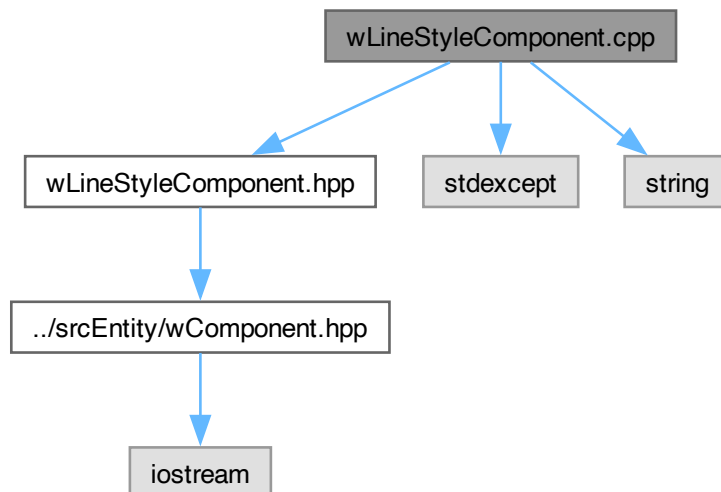 wLineStyleComponent.cpp
wLineStyleComponent.hpp
stdexcept
string
../srcEntity/wComponent.hpp
iostream